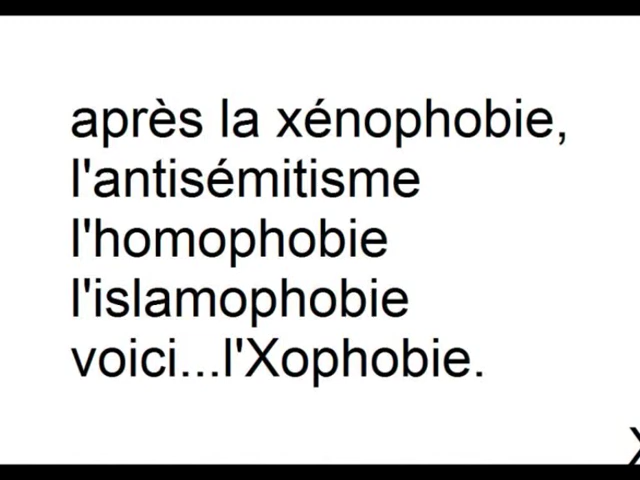 après la xénophobie,
l'antisémitisme
l'homophobie
l'islamophobie
voici...l'Xophobie.